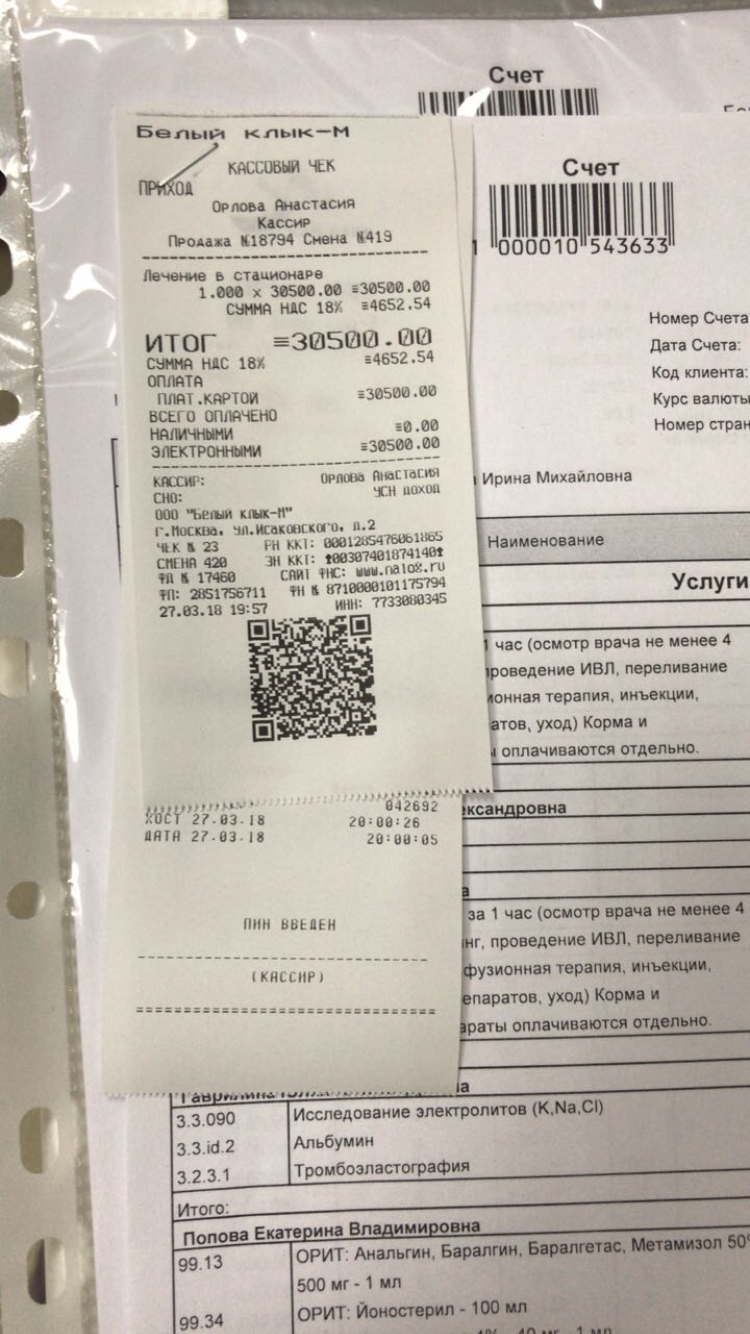 Счет
Счет
000010 543633
Номер Счета
Дата Счета:
Код клиента:
Курс валюты
Номер стран
Ирина Михайловна
Наименование
Услуги
1 час (осмотр врача не менее 4
проведение ИВЛ, переливание
ионная терапия, инъекции,
атов, уход) Корма и
ы оплачиваются отдельно.
ександровна
а
за 1 час (осмотр врача не менее 4
нг, проведение ИВЛ, переливание
фузионная терапия, инъекции,
епаратов, уход) Корма и
араты оплачиваются отдельно.
на
3.3.090 Исследование электролитов (K,Na,Cl)
3.3.id.2 Альбумин
3.2.3.1 Тромбоэластография
Итого:
Попова Екатерина Владимировна
99.13 ОРИТ: Анальгин, Баралгин, Баралгетас, Метамизол 50%
500 мг - 1 мл
99.34 ОРИТ: Йоностерил - 100 мл
Белый клык-М
КАССОВЫЙ ЧЕК
ПРИХОД
Орлова Анастасия
Кассир
Продажа №18794 Смена №419
Лечение в стационаре
1.000 x 30500.00 ≡30500.00
СУММА НДС 18% ≡4652.54
ИТОГ ≡30500.00
СУММА НДС 18% ≡4652.54
ОПЛАТА
ПЛАТ.КАРТОЙ ≡30500.00
ВСЕГО ОПЛАЧЕНО
НАЛИЧНЫМИ ≡0.00
ЭЛЕКТРОННЫМИ ≡30500.00
КАССИР: Орлова Анастасия
СНО: УСН ДОХОД
ООО "Белый клык-М"
Г.Москва, ул.Исаковского, д.2
ЧЕК № 23 РН ККТ: 0001285476061865
СМЕНА 420 ЗН ККТ: 00307401874140
ФД № 17460 САЙТ ФНС: www.nalog.ru
ФП: 2851756711 ФН № 8710000101175794
27.03.18 19:57 ИНН: 7733080345
042692
ХОСТ 27-03-18 20:00:26
ДАТА 27-03-18 20:00:05
ПИН ВВЕДЕН
(КАССИР)